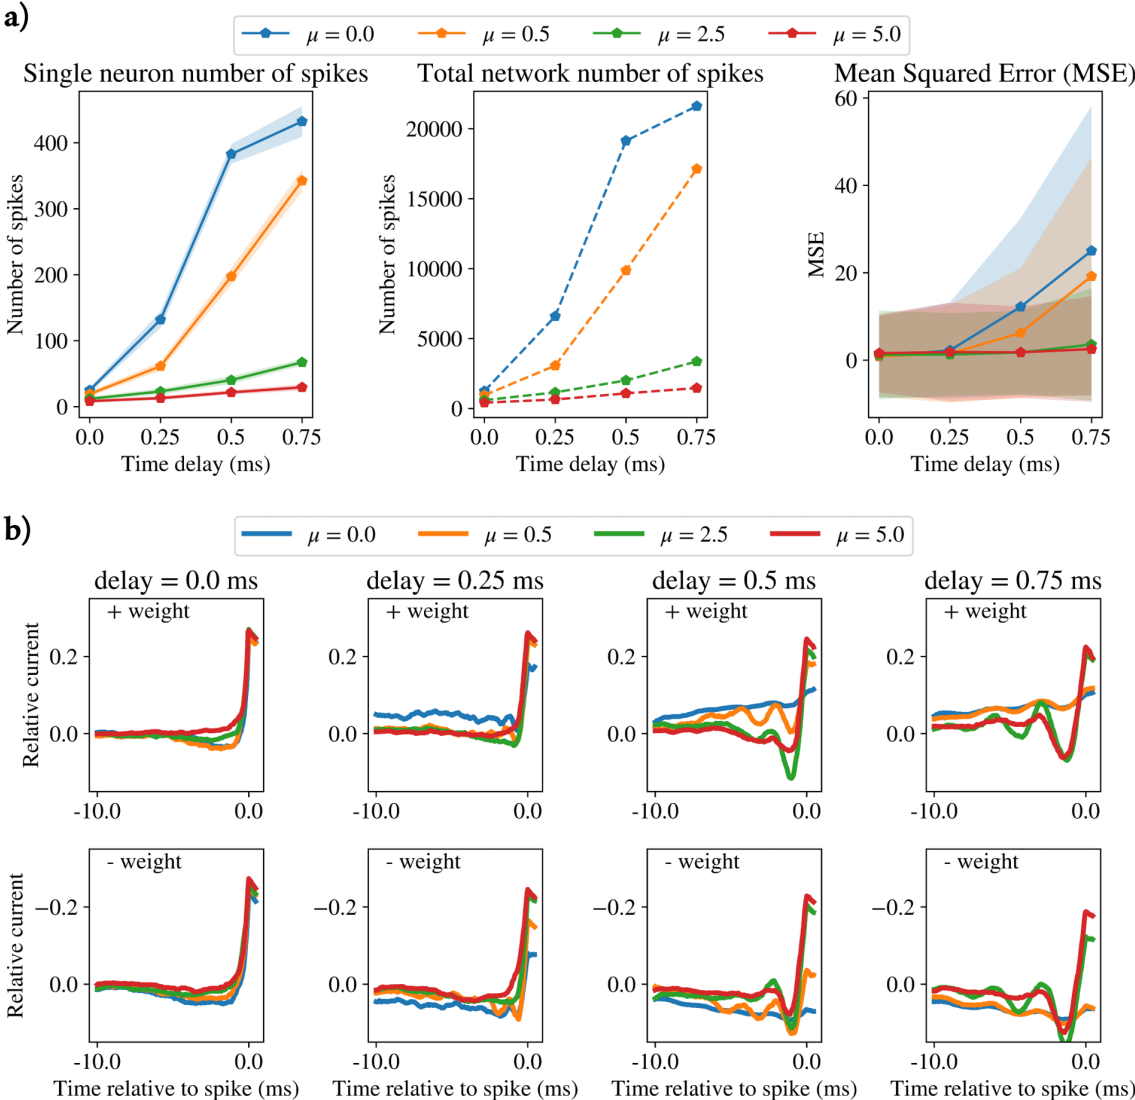 a)
μ = 0.0 μ = 0.5 μ = 2.5 μ = 5.0
Single neuron number of spikes
Number of spikes
400
300
200
100
0
0.0 0.25 0.5 0.75
Time delay (ms)
Total network number of spikes
Number of spikes
20000
15000
10000
5000
0
0.0 0.25 0.5 0.75
Time delay (ms)
Mean Squared Error (MSE)
MSE
60
40
20
0
0.0 0.25 0.5 0.75
Time delay (ms)
b)
μ = 0.0 μ = 0.5 μ = 2.5 μ = 5.0
delay = 0.0 ms
delay = 0.25 ms
delay = 0.5 ms
delay = 0.75 ms
+ weight
+ weight
+ weight
+ weight
Relative current
0.2
0.0
-10.0 0.0
0.2
0.0
-10.0 0.0
0.2
0.0
-10.0 0.0
0.2
0.0
-10.0 0.0
- weight
- weight
- weight
- weight
Relative current
−0.2
0.0
-10.0 0.0
−0.2
0.0
-10.0 0.0
−0.2
0.0
-10.0 0.0
−0.2
0.0
-10.0 0.0
Time relative to spike (ms)
Time relative to spike (ms)
Time relative to spike (ms)
Time relative to spike (ms)